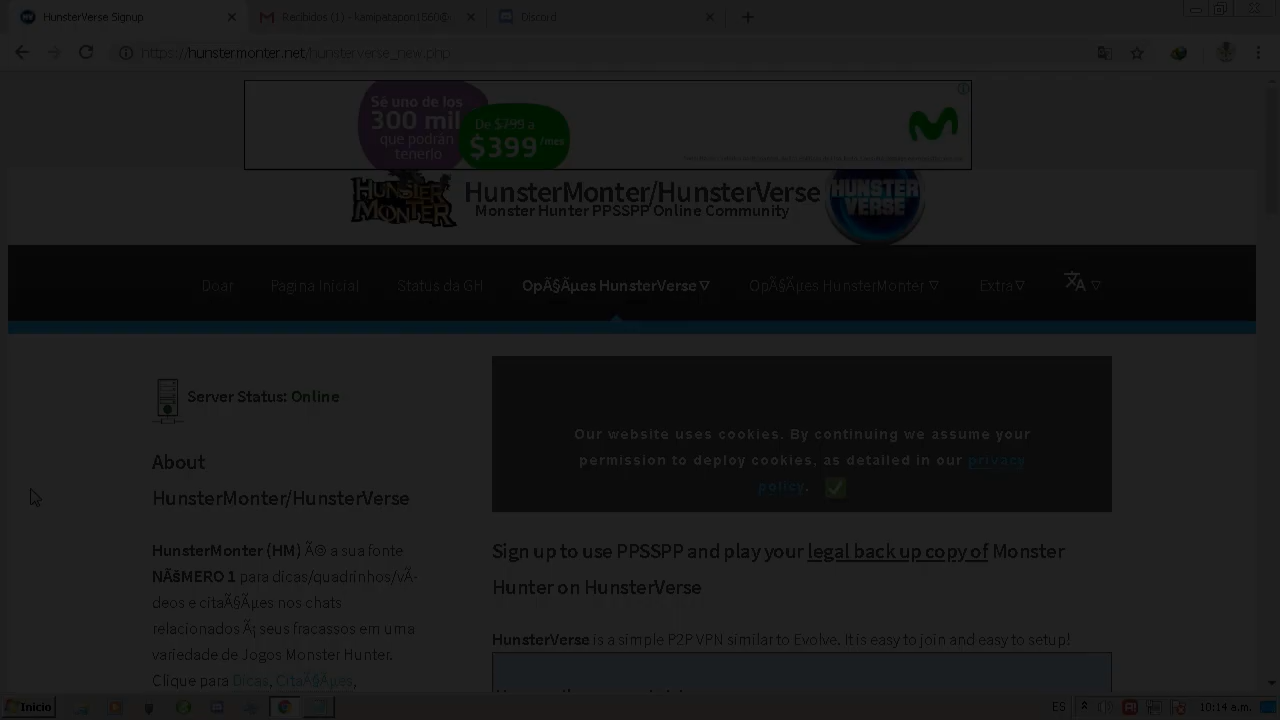 HunsterVerse Signup
Recibidos (1) - kamipatapon1560@
Discord
https://hunstermonter.net/hunsterverse_new.php
Sé uno de los
300 mil
que podrán
tenerlo
De $799 a
$399 /mes
HUNSTER
MONTER
HunsterMonter/HunsterVerse
Monster Hunter PPSSPP Online Community
HUNSTER
VERSE
Doar
Pagina Inicial
Status da GH
OpÃ§Ãµes HunsterVerse ▽
OpÃ§Ãµes HunsterMonter ▽
Extra▽
▽
Server Status: Online
About
HunsterMonter/HunsterVerse
HunsterMonter (HM) Ã© a sua fonte
NÃšMERO 1 para dicas/quadrinhos/vÃ-
deos e citaÃ§Ãµes nos chats
relacionados Ã¡ seus fracassos em uma
variedade de Jogos Monster Hunter.
Clique para Dicas, CitaÃ§Ãµes,
Our website uses cookies. By continuing we assume your
permission to deploy cookies, as detailed in our privacy
policy.
Sign up to use PPSSPP and play your legal back up copy of Monster
Hunter on HunsterVerse
HunsterVerse is a simple P2P VPN similar to Evolve. It is easy to join and easy to setup!
Inicio
ES
10:14 a.m.